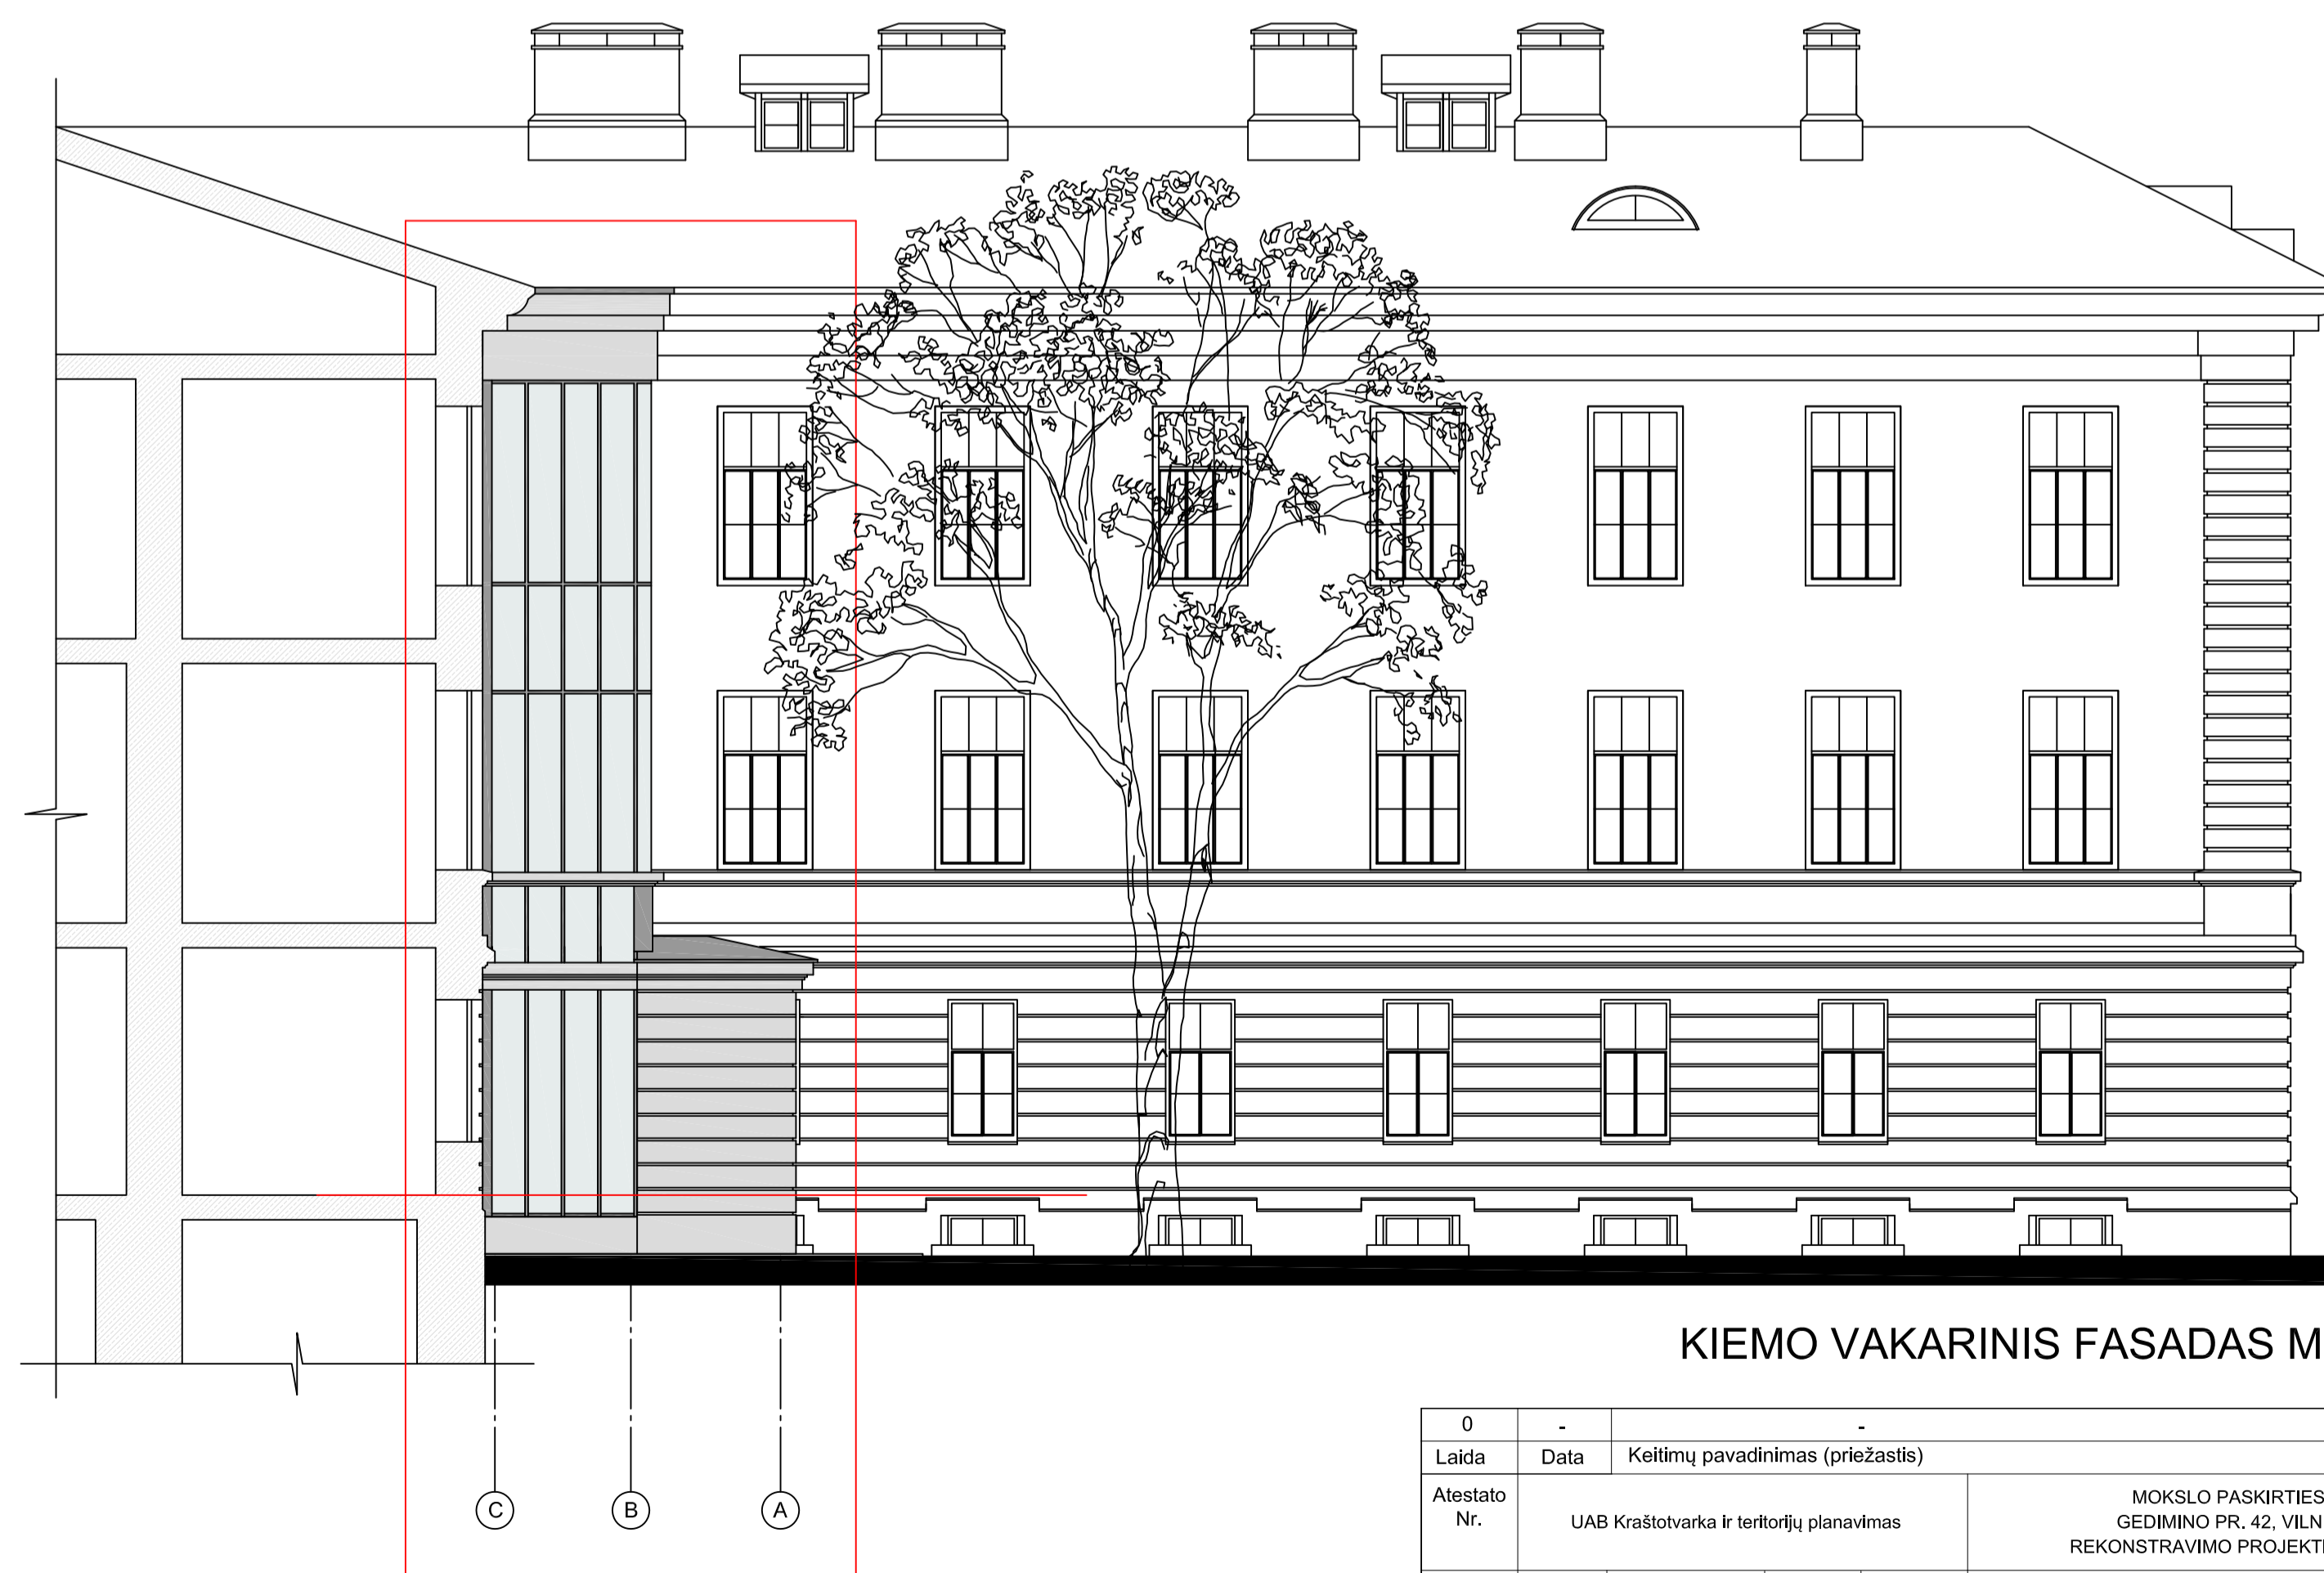 KIEMO VAKARINIS FASADAS M
0 - -
Laida Data Keitimų pavadinimas (priežastis)
Atestato
Nr.
UAB Kraštotvarka ir teritorijų planavimas
MOKSLO PASKIRTIES
GEDIMINO PR. 42, VILN
REKONSTRAVIMO PROJEKT
C B A